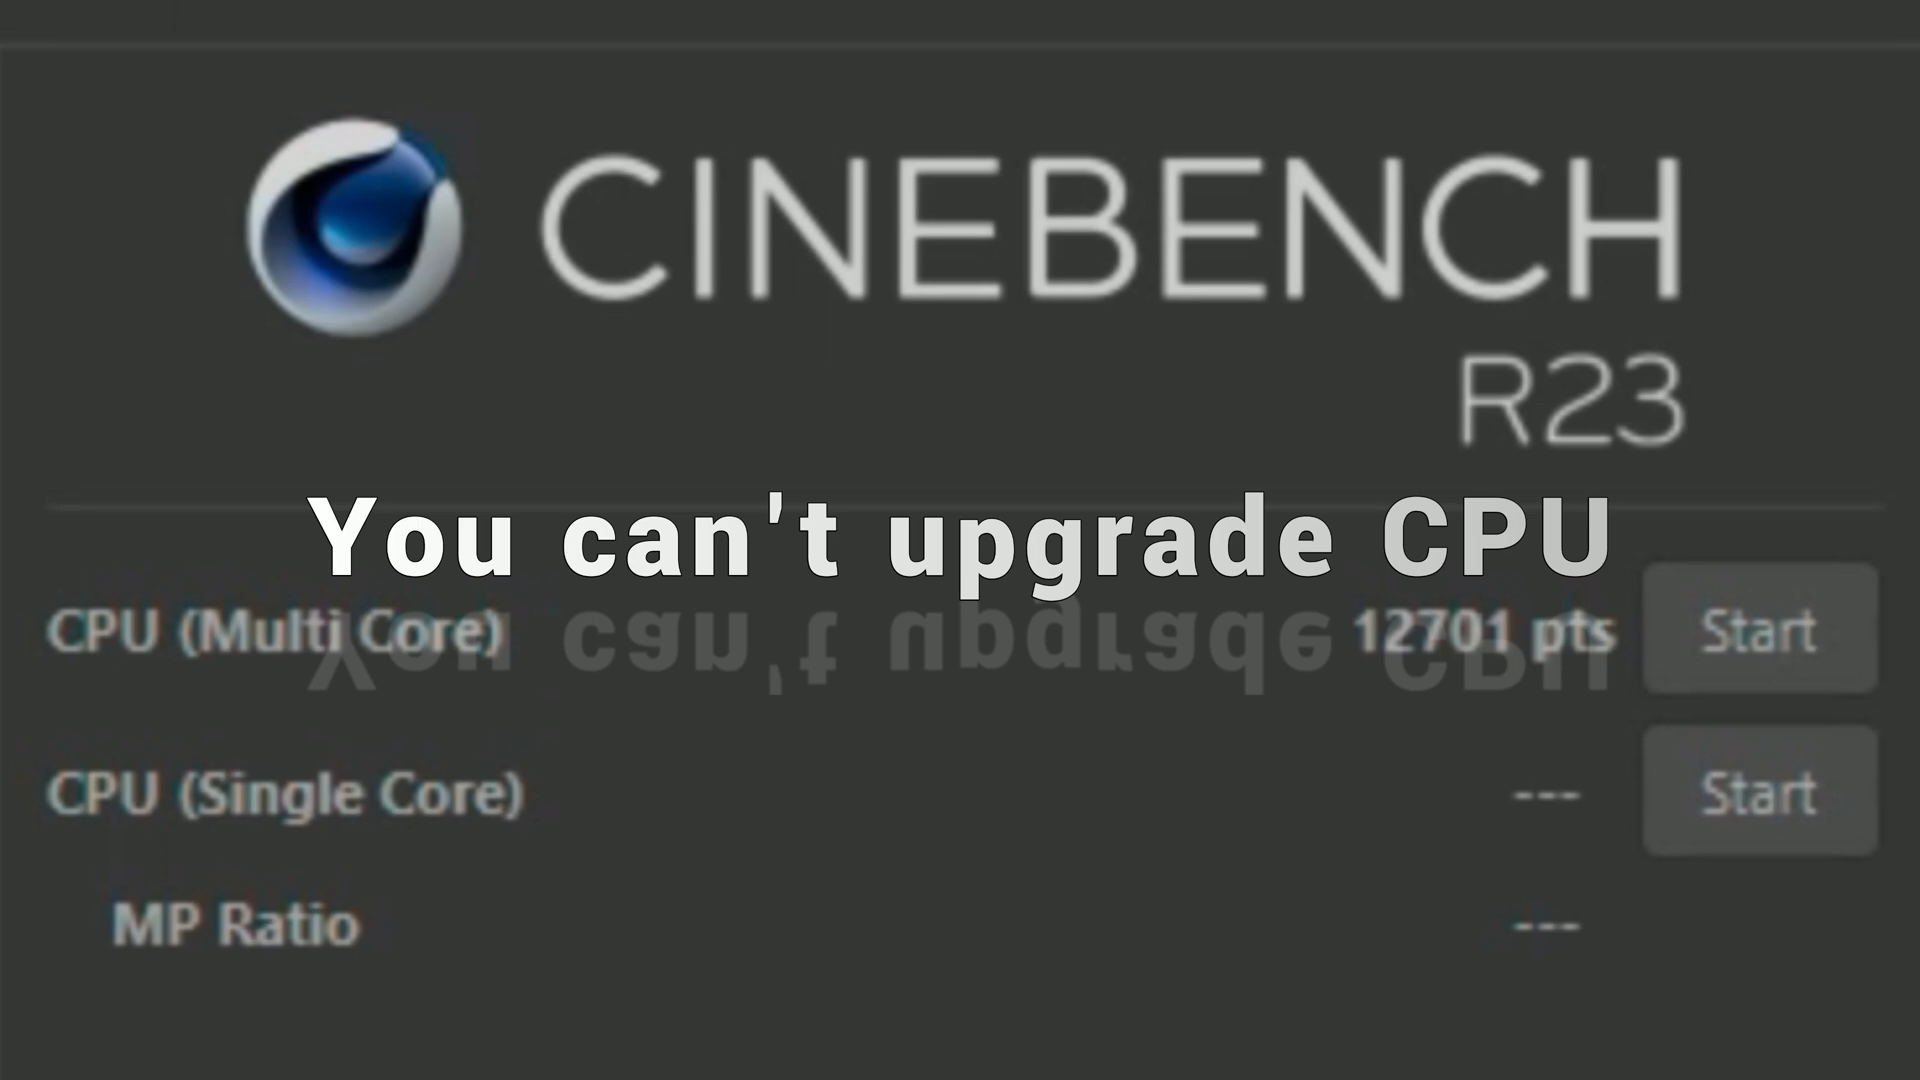 CINEBENCH
R23
You can't upgrade CPU
CPU (Multi Core) 12701 pts Start
CPU (Single Core) --- Start
MP Ratio ---